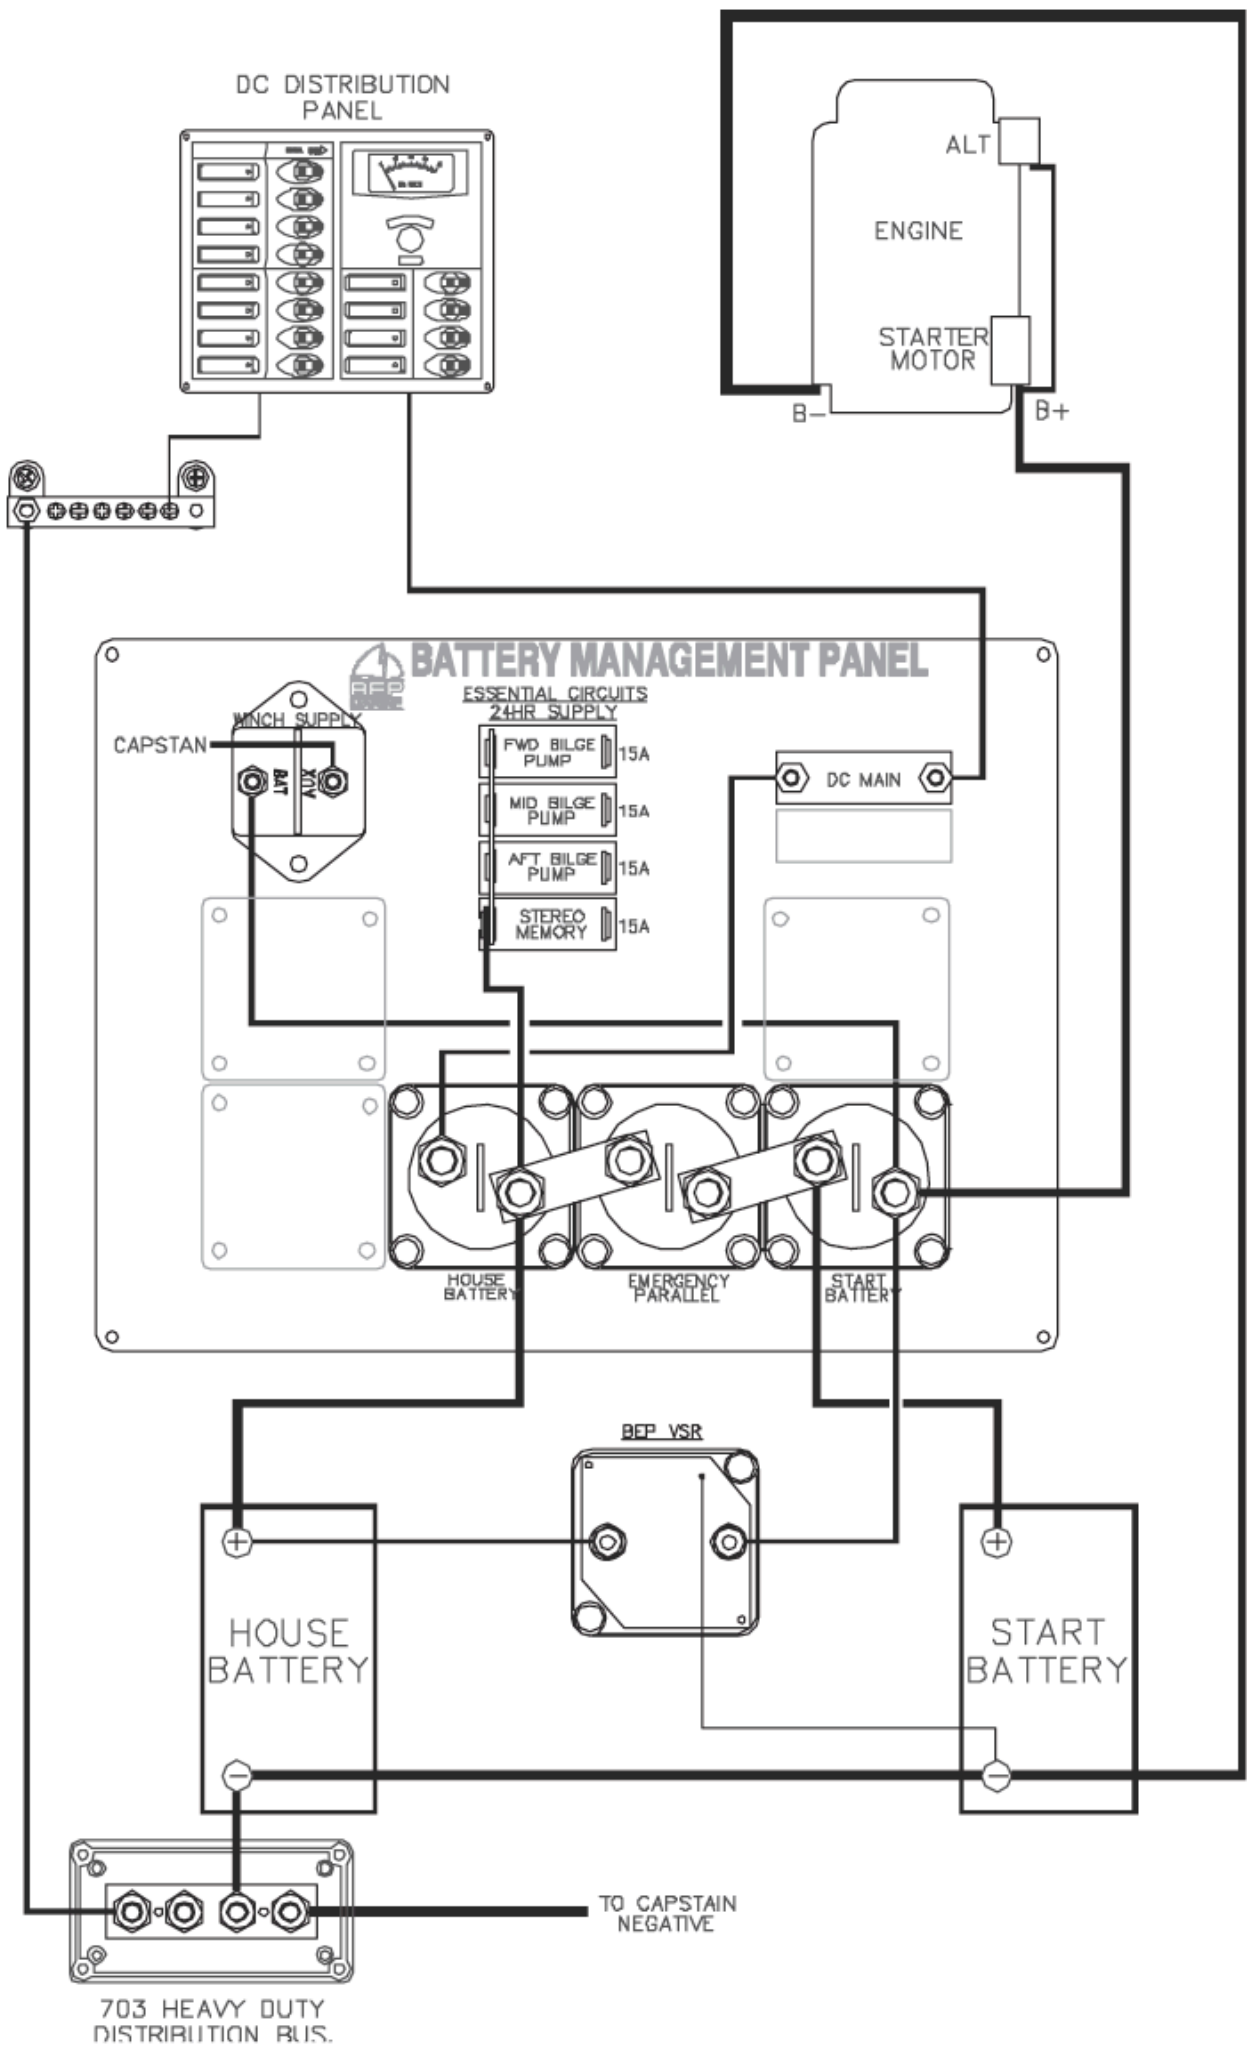 DC DISTRIBUTION
PANEL
ALT
ENGINE
STARTER
MOTOR
B-
B+
BATTERY MANAGEMENT PANEL
BEP
ESSENTIAL CIRCUITS
24HR SUPPLY
WINCH SUPPLY
CAPSTAN
BAT
AUX
FWD BILGE
PUMP
15A
MID BILGE
PUMP
15A
AFT BILGE
PUMP
15A
STEREO
MEMORY
15A
DC MAIN
HOUSE
BATTERY
EMERGENCY
PARALLEL
START
BATTERY
BEP VSR
+
+
HOUSE
BATTERY
START
BATTERY
-
-
TO CAPSTAIN
NEGATIVE
703 HEAVY DUTY
DISTRIBUTION BUS.